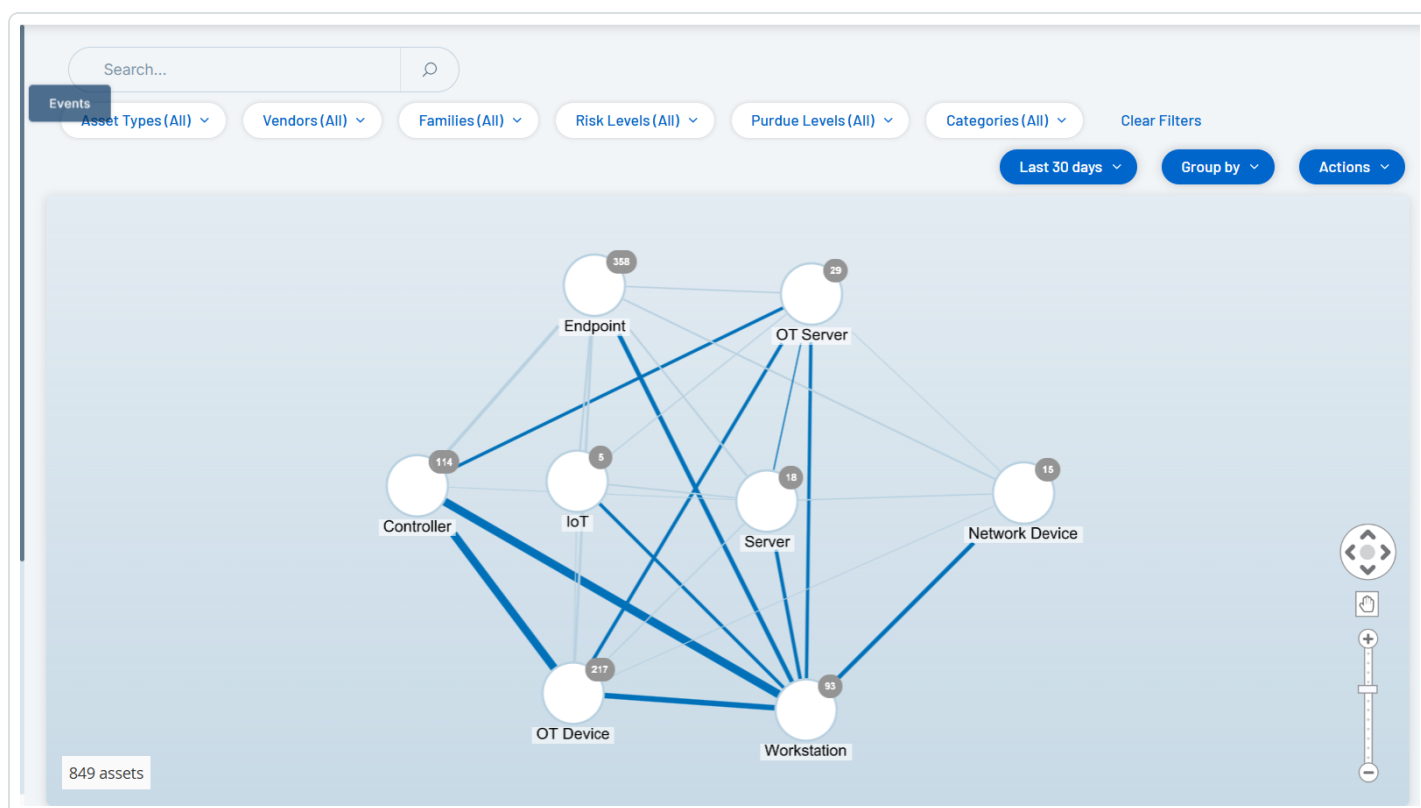 Search...
Events
Asset Types (All)
Vendors (All)
Families (All)
Risk Levels (All)
Purdue Levels (All)
Categories (All)
Clear Filters
Last 30 days
Group by
Actions
358
Endpoint
29
OT Server
114
Controller
5
IoT
18
Server
15
Network Device
217
OT Device
93
Workstation
849 assets